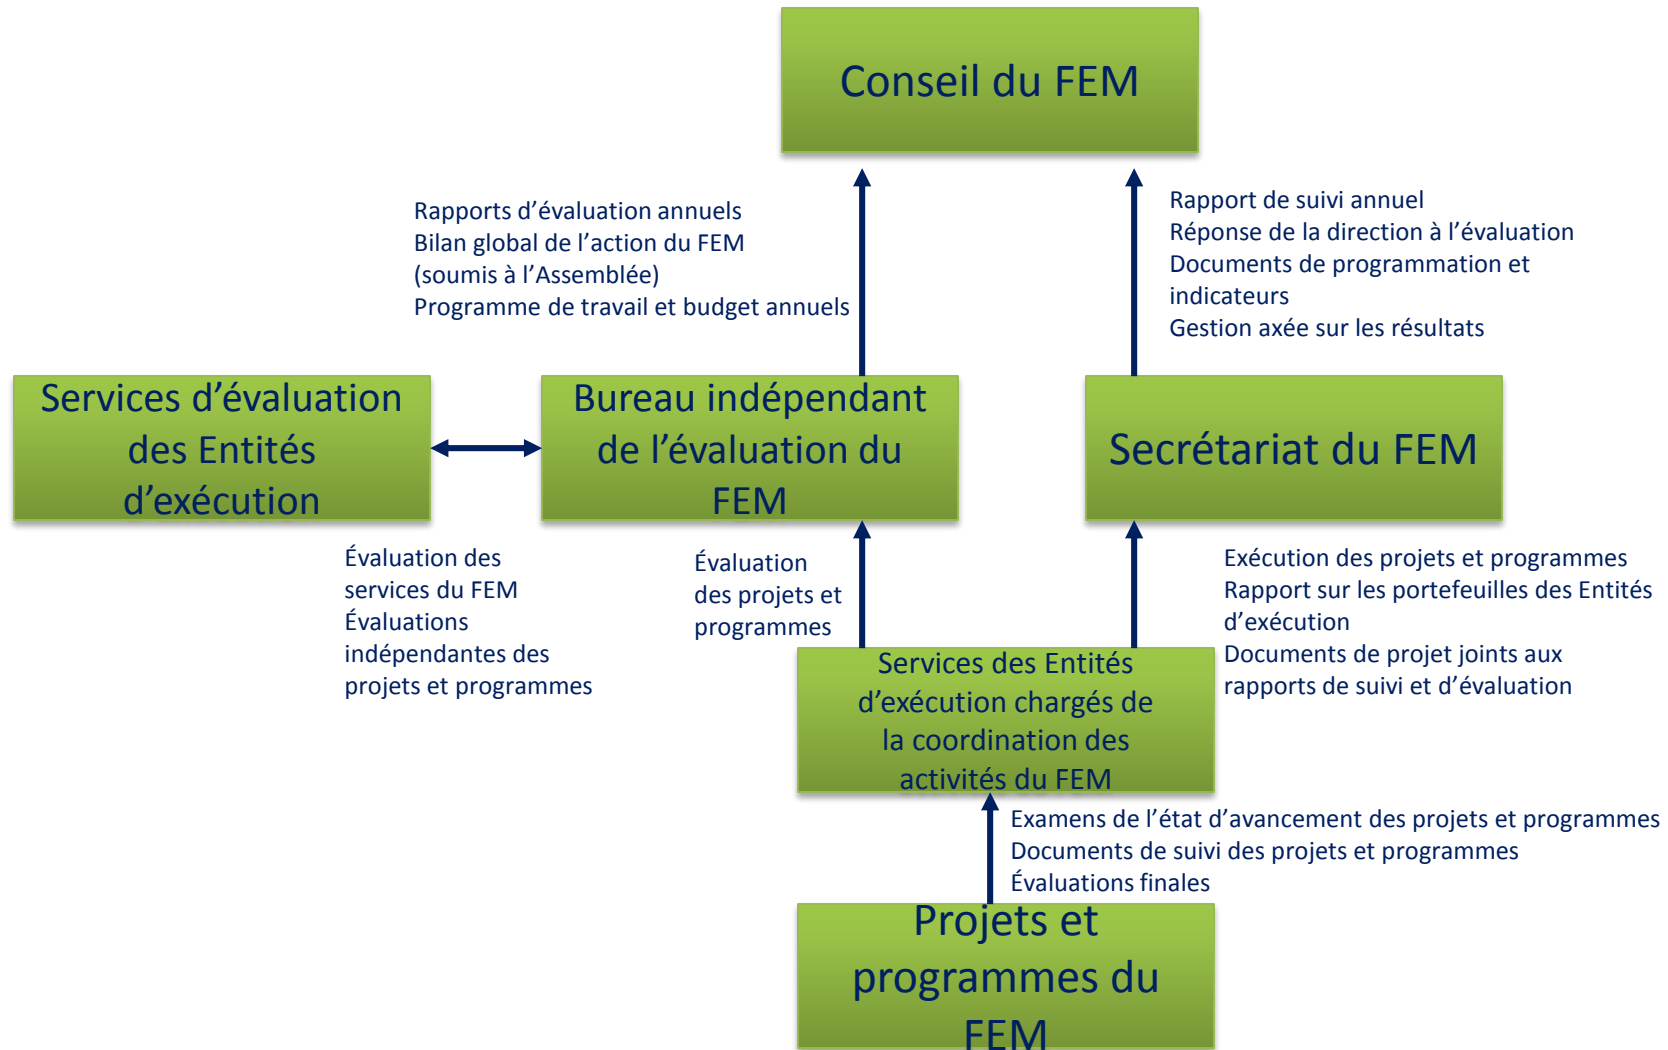 Conseil du FEM
Rapports d’évaluation annuels
Bilan global de l’action du FEM
(soumis à l’Assemblée)
Programme de travail et budget annuels
Rapport de suivi annuel
Réponse de la direction à l’évaluation
Documents de programmation et
indicateurs
Gestion axée sur les résultats
Services d’évaluation
des Entités
d’exécution
Bureau indépendant
de l’évaluation du
FEM
Secrétariat du FEM
Évaluation des
services du FEM
Évaluations
indépendantes des
projets et programmes
Évaluation
des projets et
programmes
Exécution des projets et programmes
Rapport sur les portefeuilles des Entités
d’exécution
Documents de projet joints aux
rapports de suivi et d’évaluation
Services des Entités
d’exécution chargés de
la coordination des
activités du FEM
Examens de l’état d’avancement des projets et programmes
Documents de suivi des projets et programmes
Évaluations finales
Projets et
programmes du
FEM